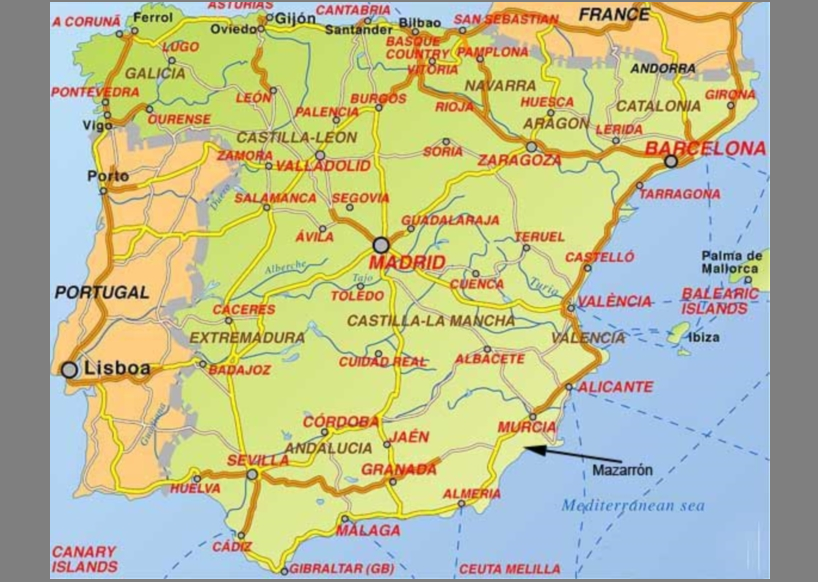 ASTURIAS
CANTABRIA
FRANCE
A CORUNÃ
Ferrol
Gijón
Oviedo
Santander
Bilbao
SAN SEBASTIAN
LUGO
BASQUE
COUNTRY
PAMPLONA
VITORIA
ANDORRA
GALICIA
NAVARRA
PONTEVEDRA
LEÓN
PALENCIA
BURGOS
RIOJA
HUESCA
CATALONIA
GIRONA
Vigo
OURENSE
ARAGON
LERIDA
CASTILLA-LEON
SORIA
BARCELONA
ZAMORA
VALLADOLID
ZARAGOZA
Porto
Duero
SALAMANCA
SEGOVIA
TARRAGONA
GUADALARAJA
ÁVILA
TERUEL
MADRID
CASTELLÓ
Palma de
Mallorca
Alberche
Tajo
CUENCA
Turia
PORTUGAL
TOLEDO
VALÈNCIA
BALEARIC
ISLANDS
CACERES
CASTILLA-LA MANCHA
EXTREMADURA
VALENCIA
Ibiza
Lisboa
BADAJOZ
CUIDAD REAL
ALBACETE
ALICANTE
Guadiana
CÓRDOBA
MURCIA
JAÉN
ANDALUCIA
SEVILLA
GRANADA
Mazarrón
HUELVA
ALMERIA
Mediterranean sea
MÁLAGA
CÁDIZ
CANARY
ISLANDS
GIBRALTAR (GB)
CEUTA MELILLA